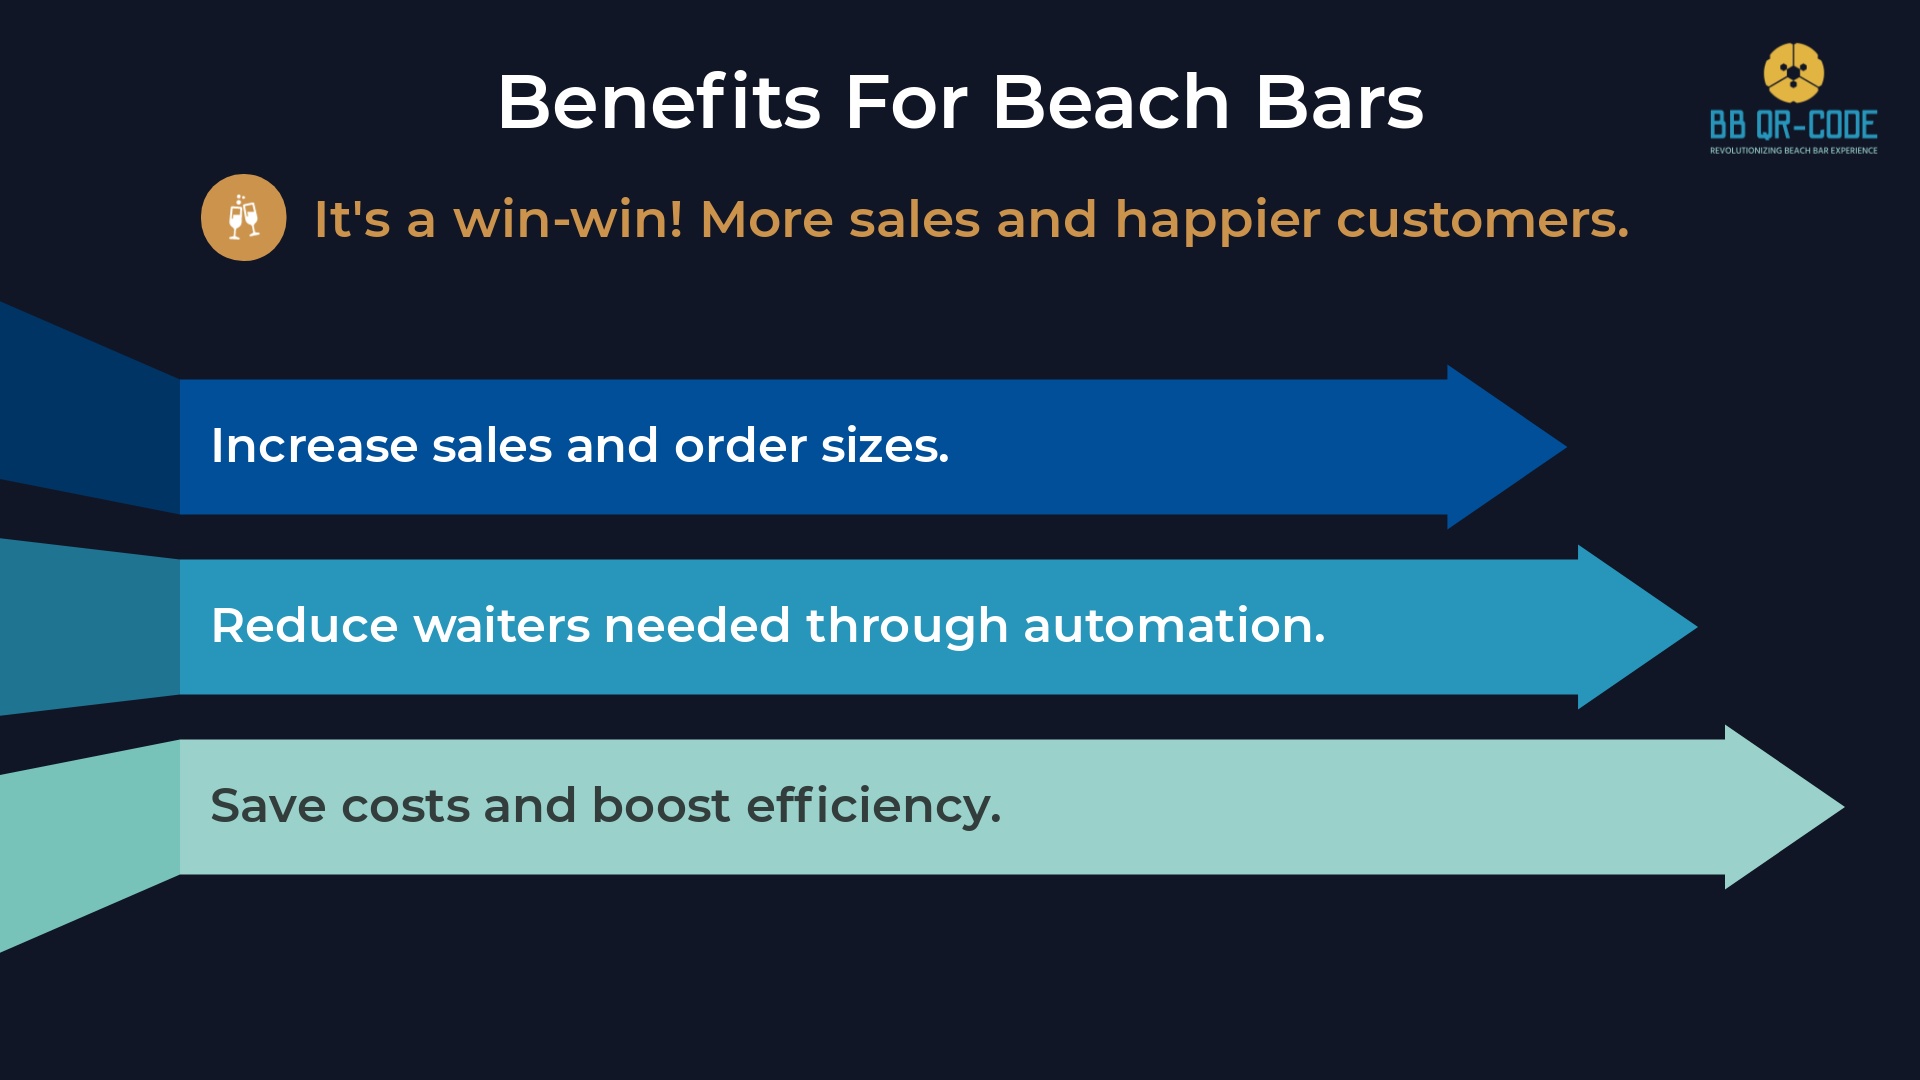 Benefits For Beach Bars
BB QR-CODE
REVOLUTIONIZING BEACH BAR EXPERIENCE
It's a win-win! More sales and happier customers.
Increase sales and order sizes.
Reduce waiters needed through automation.
Save costs and boost efficiency.